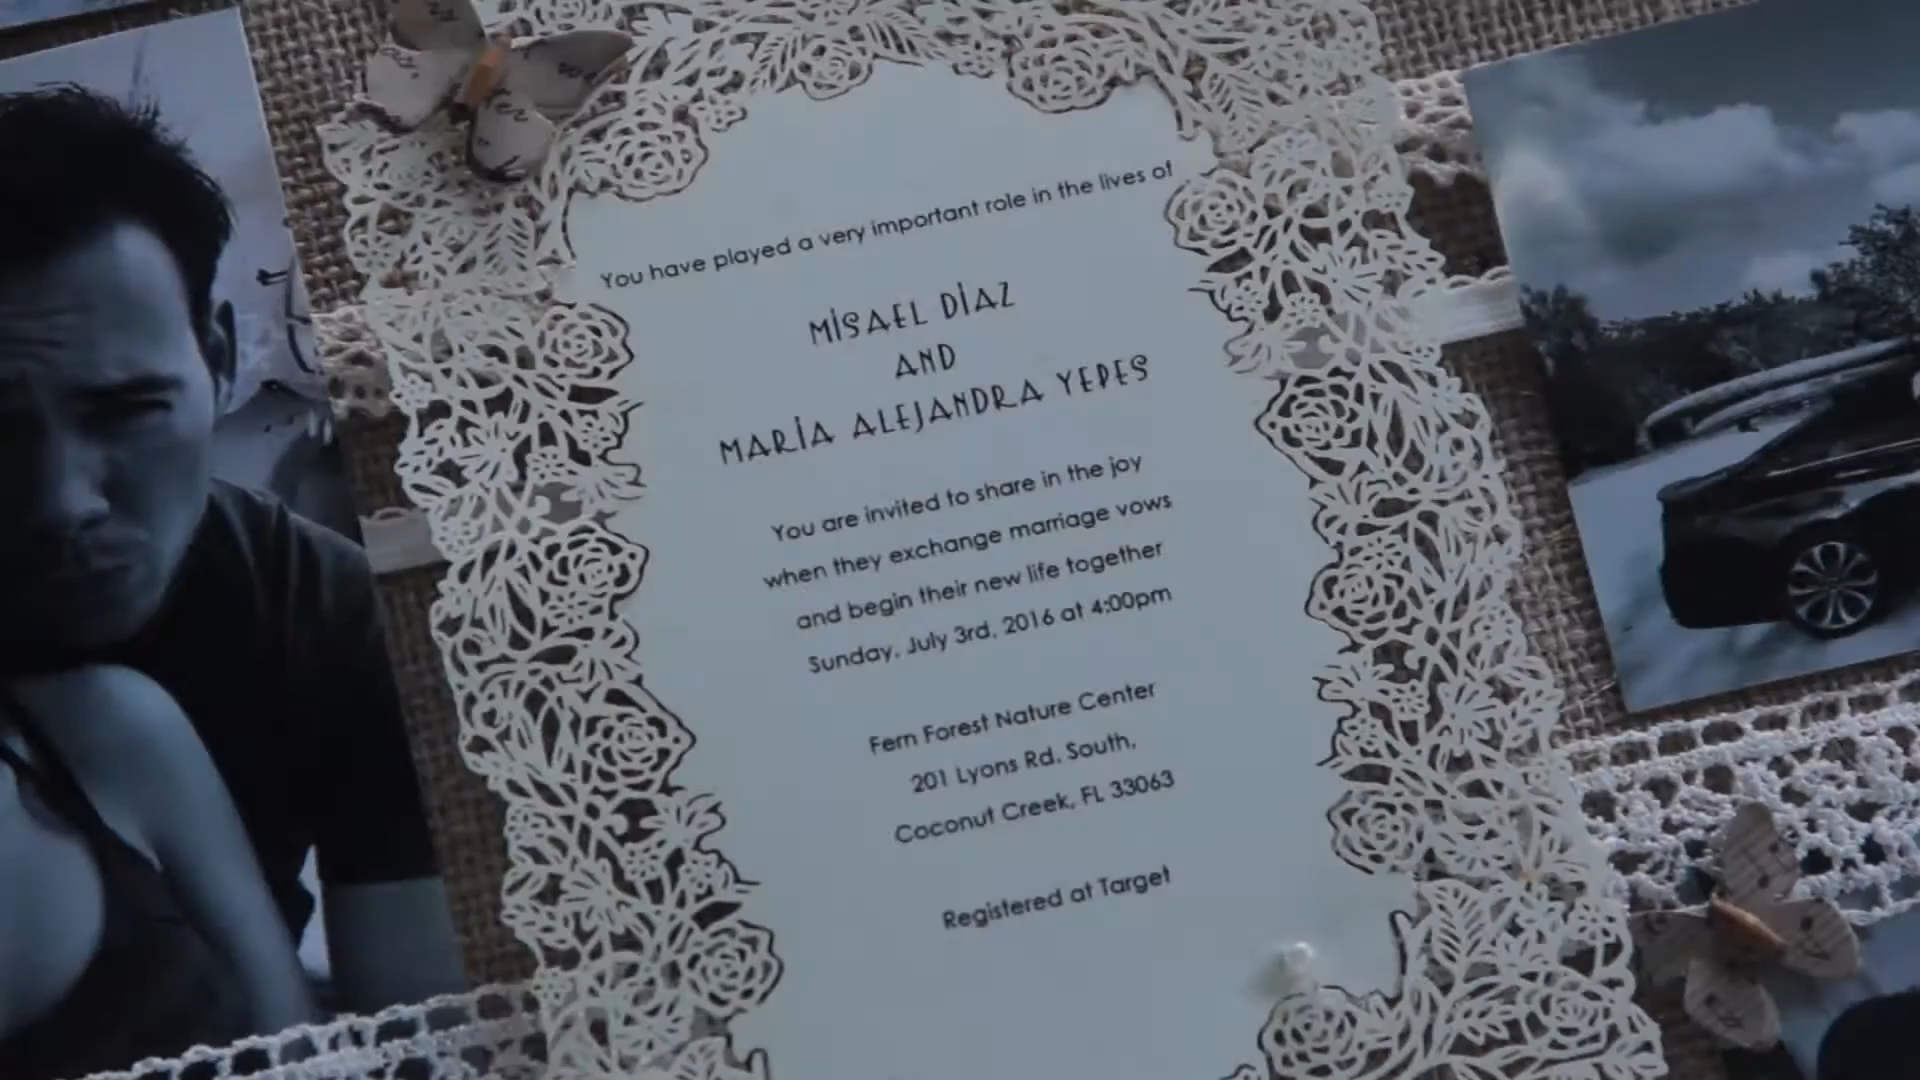 You have played a very important role in the lives of
MISAEL DÍAZ
AND
MARÍA ALEJANDRA YEPES
You are invited to share in the joy
when they exchange marriage vows
and begin their new life together
Sunday, July 3rd, 2016 at 4:00pm
Fern Forest Nature Center
201 Lyons Rd. South,
Coconut Creek, FL 33063
Registered at Target